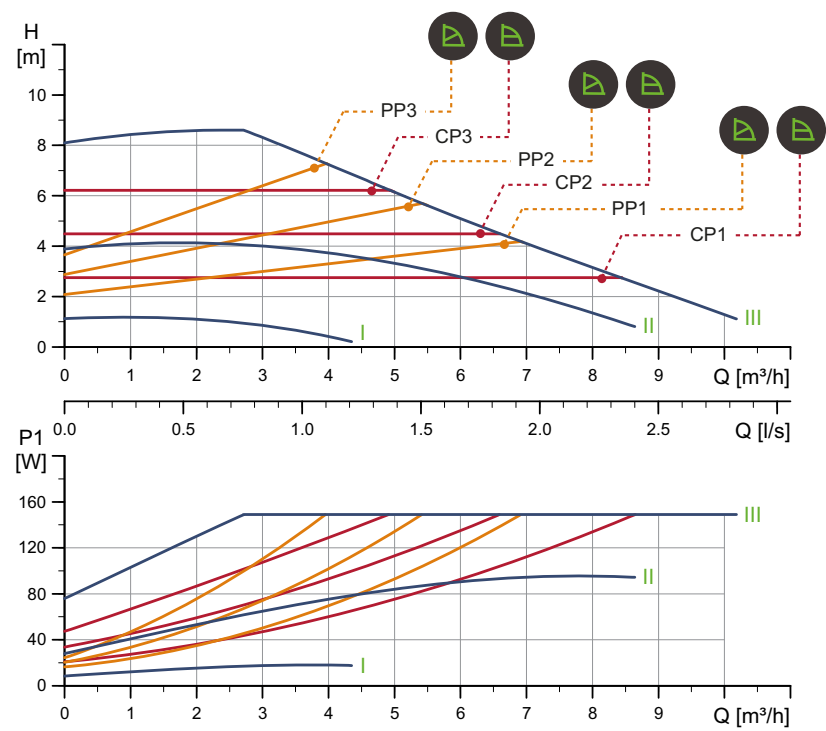 H
[m]
PP3
10
CP3
8
PP2
CP2
6
PP1
CP1
4
2
III
II
I
0
0 1 2 3 4 5 6 7 8 9 Q [m³/h]
0.0 0.5 1.0 1.5 2.0 2.5 Q [l/s]
P1
[W]
160
III
120
80
II
40
I
0
0 1 2 3 4 5 6 7 8 9 Q [m³/h]